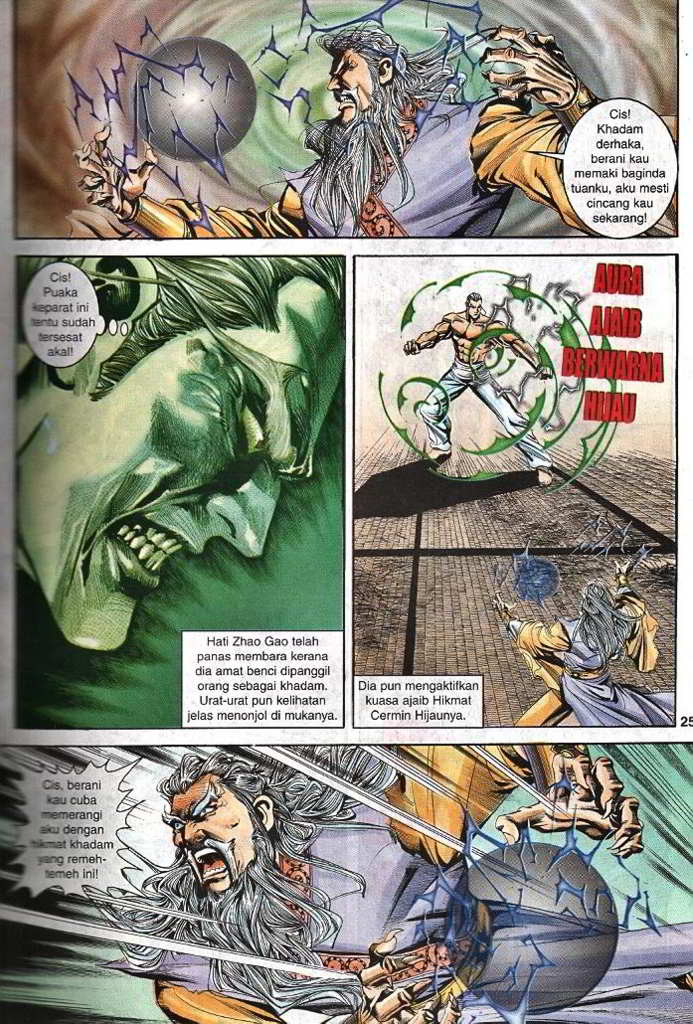 Cis!
Khadam
derhaka,
berani kau
memaki baginda
tuanku, aku mesti
cincang kau
sekarang!
Cis!
Puaka
keparat ini
tentu sudah
tersesat
akal!
Hati Zhao Gao telah
panas membara kerana
dia amat benci dipanggil
orang sebagai khadam.
Urat-urat pun kelihatan
jelas menonjol di mukanya.
AURA
AJAIB
BERWARNA
HIJAU
Dia pun mengaktifkan
kuasa ajaib Hikmat
Cermin Hijaunya.
25
Cis, berani
kau cuba
memerangi
aku dengan
hikmat khadam
yang remeh-
temeh ini!